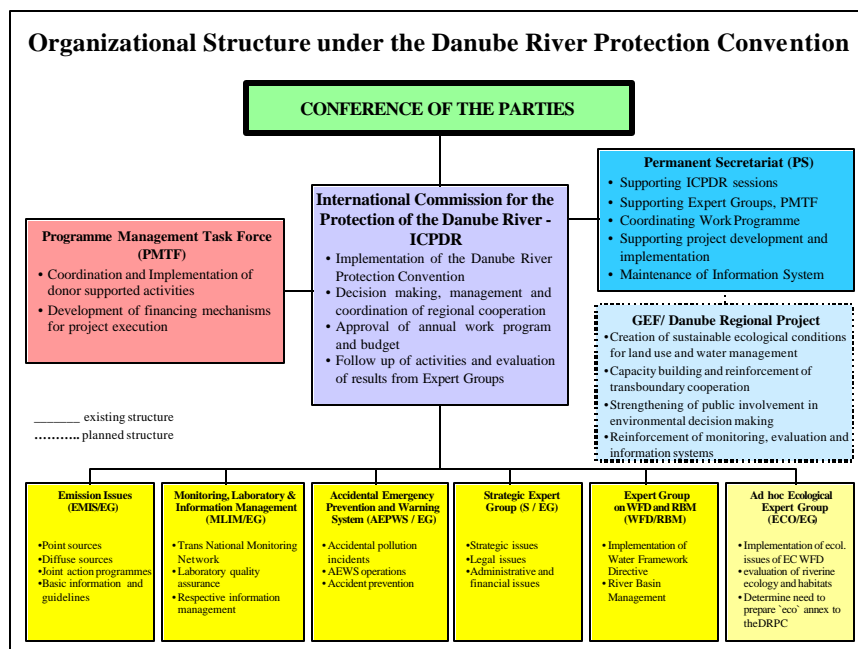 Organizational Structure under the Danube River Protection Convention
CONFERENCE OF THE PARTIES
Permanent Secretariat (PS)
• Supporting ICPDR sessions
• Supporting Expert Groups, PMTF
• Coordinating Work Programme
• Supporting project development and
implementation
• Maintenance of Information System
International Commission for the
Protection of the Danube River -
ICPDR
• Implementation of the Danube River
Protection Convention
• Decision making, management and
coordination of regional cooperation
• Approval of annual work program
and budget
• Follow up of activities and evaluation
of results from Expert Groups
Programme Management Task Force
(PMTF)
• Coordination and Implementation of
donor supported activities
• Development of financing mechanisms
for project execution
GEF/ Danube Regional Project
• Creation of sustainable ecological conditions
for land use and water management
• Capacity building and reinforcement of
transboundary cooperation
• Strengthening of public involvement in
environmental decision making
• Reinforcement of monitoring, evaluation and
information systems
_______ existing structure
.......... planned structure
Emission Issues
(EMIS/EG)
• Point sources
• Diffuse sources
• Joint action programmes
• Basic information and
guidelines
Monitoring, Laboratory &
Information Management
(MLIM/EG)
• Trans National Monitoring
Network
• Laboratory quality
assurance
• Respective information
management
Accidental Emergency
Prevention and Warning
System (AEPWS / EG)
• Accidental pollution
incidents
• AEWS operations
• Accident prevention
Strategic Expert
Group (S / EG)
• Strategic issues
• Legal issues
• Administrative and
financial issues
Expert Group
on WFD and RBM
(WFD/RBM)
• Implementation of
Water Framework
Directive
• River Basin
Management
Ad hoc Ecological
Expert Group
(ECO/EG)
• Implementation of ecol.
issues of EC WFD
• evaluation of riverine
ecology and habitats
• Determine need to
prepare `eco` annex to
theDRPC